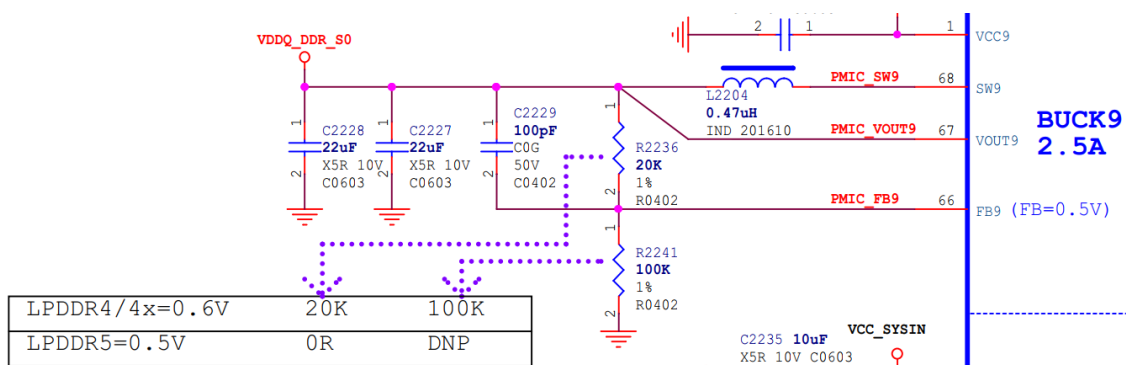 VDDQ_DDR_S0
2 1
1 VCC9
PMIC_SW9 68 SW9
L2204
0.47uH
IND 201610
PMIC_VOUT9 67 VOUT9
BUCK9
2.5A
1
C2228
22uF
X5R 10V
C0603
2
1
C2227
22uF
X5R 10V
C0603
2
1
C2229
100pF
C0G
50V
C0402
2
1
R2236
20K
1%
R0402
2
PMIC_FB9 66 FB9 (FB=0.5V)
1
R2241
100K
1%
R0402
2
LPDDR4/4x=0.6V 20K 100K
LPDDR5=0.5V 0R DNP
VCC_SYSIN
C2235 10uF
X5R 10V C0603